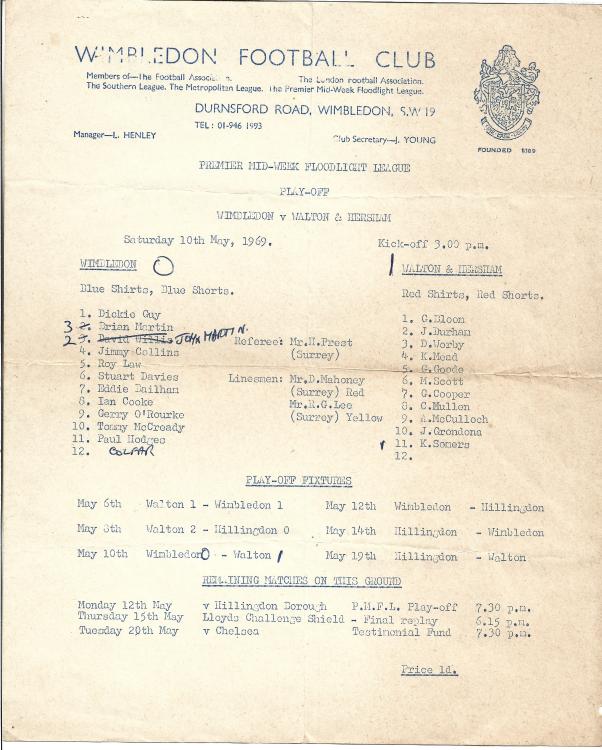 WIMBLEDON FOOTBALL CLUB
Members of—The Football Association. The London Football Association.
The Southern League. The Metropolitan League. The Premier Mid-Week Floodlight League.
DURNSFORD ROAD, WIMBLEDON, S.W 19
TEL: 01-946 1993
Manager—L. HENLEY Club Secretary—J. YOUNG
FOUNDED 1889
PREMIER MID-WEEK FLOODLIGHT LEAGUE
PLAY-OFF
WIMBLEDON v WALTON & HERSHAM
Saturday 10th May, 1969. Kick-off 3.00 p.m.
WIMBLEDON 0 1 WALTON & HERSHAM
Blue Shirts, Blue Shorts. Red Shirts, Red Shorts.
1. Dickie Guy
3 2. Brian Martin
2 3. David Willis JOHN MARTIN.
4. Jimmy Collins
5. Roy Law
6. Stuart Davies
7. Eddie Bailham
8. Ian Cooke
9. Gerry O'Rourke
10. Tommy McCready
11. Paul Hodges
12. COLFAR
Referee: Mr.H.Prest
(Surrey)
Linesmen: Mr.D.Mahoney
(Surrey) Red
Mr.R.G.Lee
(Surrey) Yellow
1. G.Bloom
2. J.Durham
3. D.Worby
4. K.Mead
5. G.Goode
6. M.Scott
7. G.Cooper
8. C.Mullen
9. A.McCulloch
10. J.Grondona
1 11. K.Somers
12.
PLAY-OFF FIXTURES
May 6th Walton 1 - Wimbledon 1 May 12th Wimbledon - Hillingdon
May 8th Walton 2 - Hillingdon 0 May 14th Hillingdon - Wimbledon
May 10th Wimbledon 0 - Walton 1 May 19th Hillingdon - Walton
REMAINING MATCHES ON THIS GROUND
Monday 12th May v Hillingdon Borough P.M.F.L. Play-off 7.30 p.m.
Thursday 15th May Lloyds Challenge Shield - Final replay 6.15 p.m.
Tuesday 29th May v Chelsea Testimonial Fund 7.30 p.m.
Price 1d.